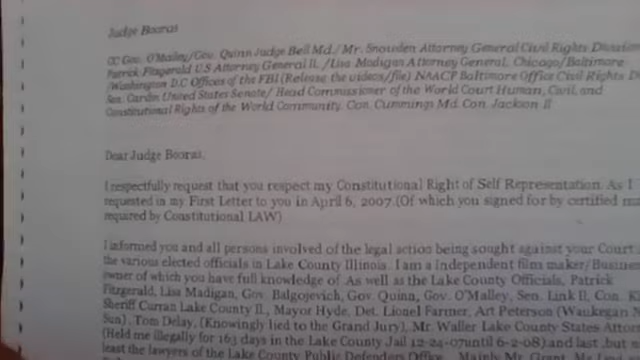 Judge Booras
CC Gov. O'Malley/Gov. Quinn Judge Bell Md./ Mr. Snowden Attorney General Civil Rights Division
Patrick Fitzgerald U.S Attorney General IL /Lisa Madigan Attorney General, Chicago/Baltimore
/Washington D.C Offices of the FBI (Release the videos/file) NAACP Baltimore Office Civil Rights D
Sen. Cardin United States Senate/ Head Commissioner of the World Court Human, Civil, and
Constitutional Rights of the World Community. Con. Cummings Md. Con. Jackson Il
Dear Judge Booras,
I respectfully request that you respect my Constitutional Right of Self Representation. As I
requested in my First Letter to you in April 6, 2007.(Of which you signed for by certified ma
required by Constitutional LAW)
I informed you and all persons involved of the legal action being sought against your Court
the various elected officials in Lake County Illinois. I am a Independent film maker/Business
owner of which you have full knowledge of. As well as the Lake County Officials, Patrick
Fitzgerald, Lisa Madigan, Gov. Balgojevich, Gov. Quinn, Gov. O'Malley, Sen. Link Il, Con. K
Sheriff Curran Lake County Il., Mayor Hyde, Det. Lionel Farmer, Art Peterson (Waukegan N
Sun), Tom Delay, (Knowingly lied to the Grand Jury), Mr. Waller Lake County States Attor
(Held me illegally for 163 days in the Lake County Jail 12-24-07until 6-2-08) and last ,but n
least the lawyers of the Lake County Public Defenders Office